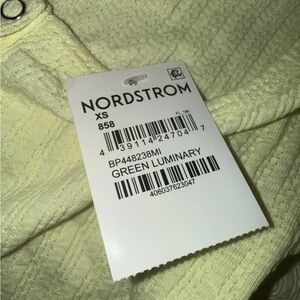 NORDSTROM
XS
858
4 39114 24704 7
BP448238MI
GREEN LUMINARY
406037623047